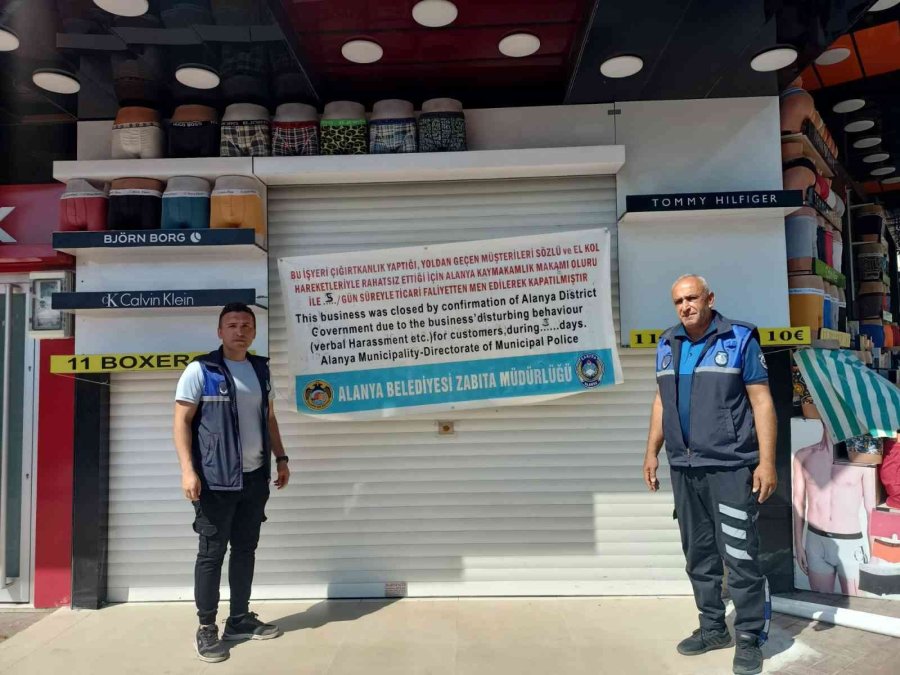 HUGO BOSS
BJÖRN BORG
Calvin Klein
11 BOXER
TOMMY HILFIGER
11
10€
BU İŞYERİ ÇIĞIRTKANLIK YAPTIĞI, YOLDAN GEÇEN MÜŞTERİLERİ SÖZLÜ ve EL KOL
HAREKETLERİYLE RAHATSIZ ETTİĞİ İÇİN ALANYA KAYMAKAMLIK MAKAMI OLURU
İLE 5 /GÜN SÜREYLE TİCARİ FALİYETTEN MEN EDİLEREK KAPATILMIŞTIR
This business was closed by confirmation of Alanya District
Government due to the business'disturbing behaviour
(verbal Harassment etc.)for customers,during 5 days.
Alanya Municipality-Directorate of Municipal Police
ALANYA BELEDİYESİ ZABITA MÜDÜRLÜĞÜ